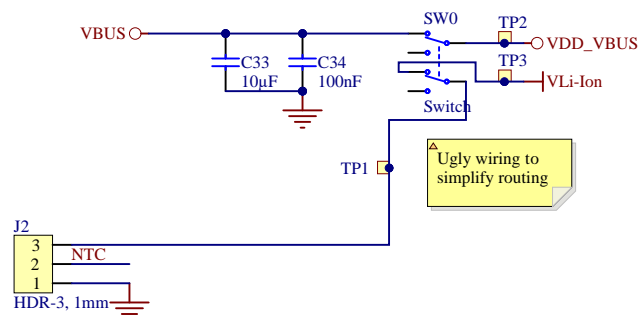 SW0
VBUS
TP2
VDD_VBUS
C33
10µF
C34
100nF
TP3
VLi-Ion
Switch
Ugly wiring to
simplify routing
TP1
J2
3
NTC
2
1
HDR-3, 1mm